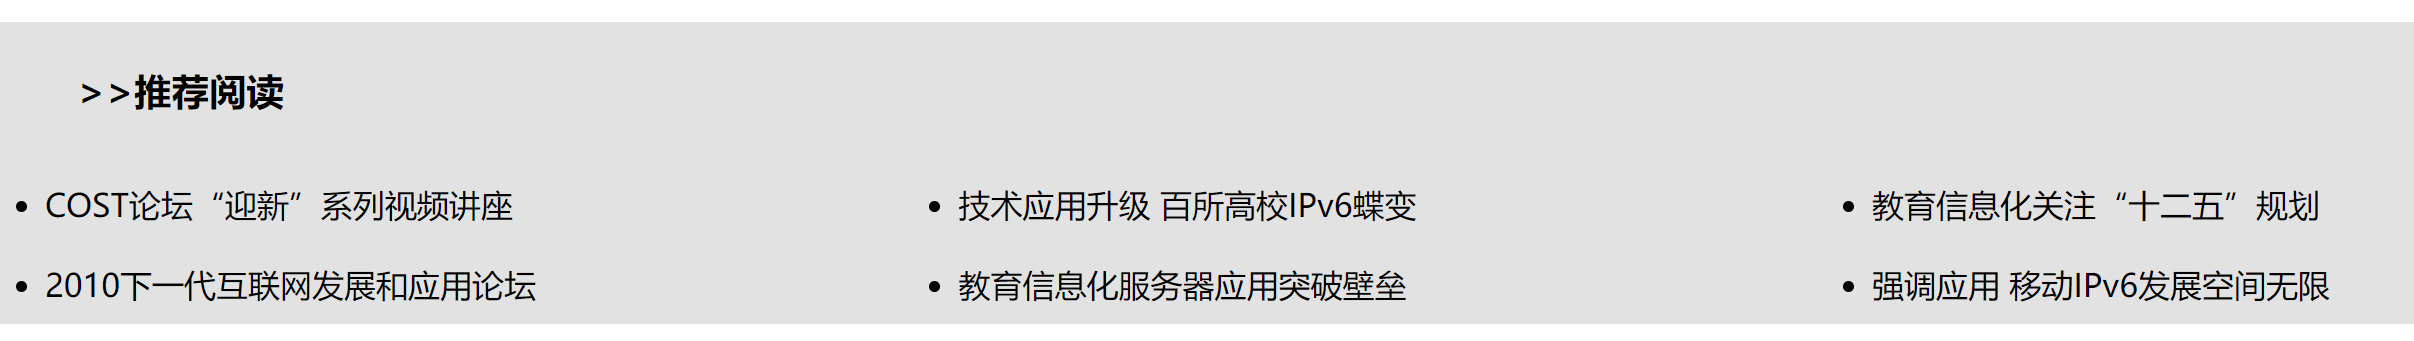 >>推荐阅读
COST论坛“迎新”系列视频讲座
技术应用升级 百所高校IPv6蝶变
教育信息化关注“十二五”规划
2010下一代互联网发展和应用论坛
教育信息化服务器应用突破壁垒
强调应用 移动IPv6发展空间无限